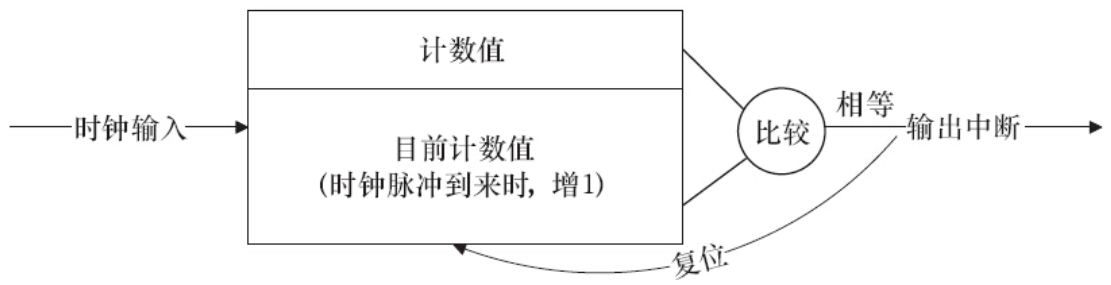 计数值
时钟输入
目前计数值
(时钟脉冲到来时, 增1)
比较
相等
输出中断
复位